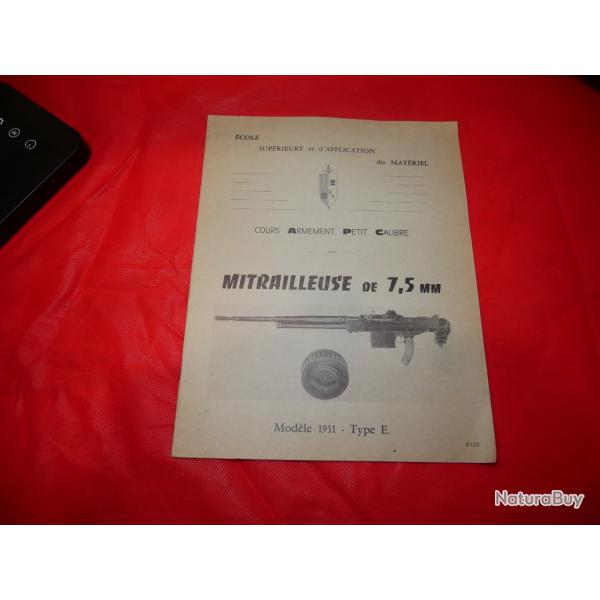 ÉCOLE
SUPÉRIEURE et d'APPLICATION
du MATÉRIEL
COURS ARMEMENT PETIT CALIBRE
MITRAILLEUSE DE 7,5 MM
Modèle 1931 - Type E.
NaturaBuy